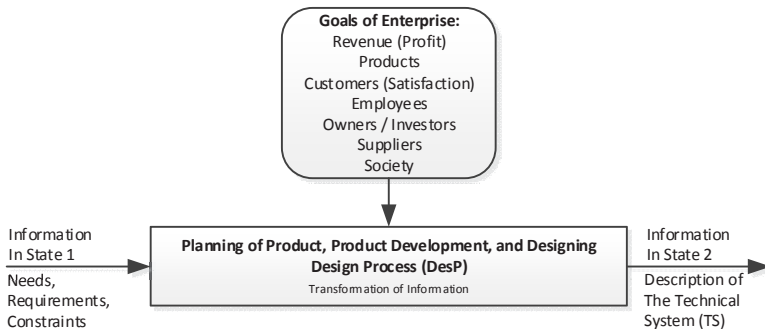 Goals of Enterprise:
Revenue (Profit)
Products
Customers (Satisfaction)
Employees
Owners / Investors
Suppliers
Society
Information
In State 1
Needs,
Requirements,
Constraints
Planning of Product, Product Development, and Designing
Design Process (DesP)
Transformation of Information
Information
In State 2
Description of
The Technical
System (TS)